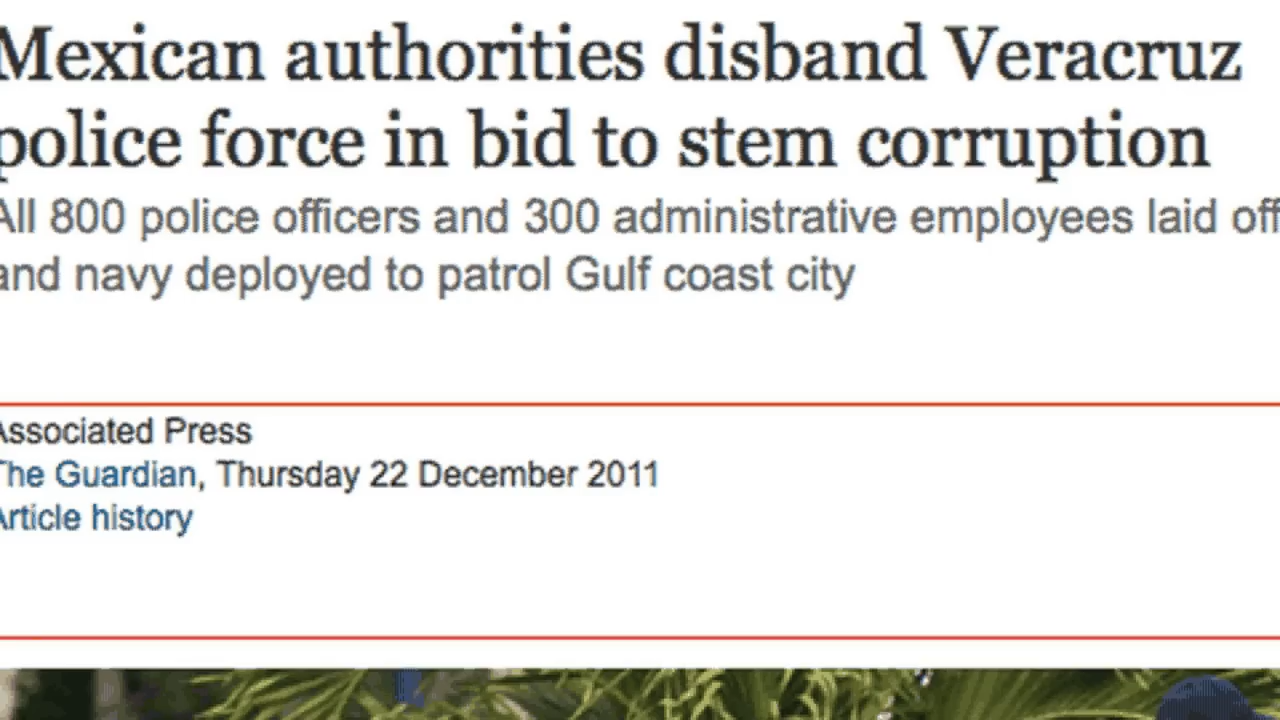 Mexican authorities disband Veracruz
police force in bid to stem corruption
All 800 police officers and 300 administrative employees laid off
and navy deployed to patrol Gulf coast city
Associated Press
The Guardian, Thursday 22 December 2011
Article history